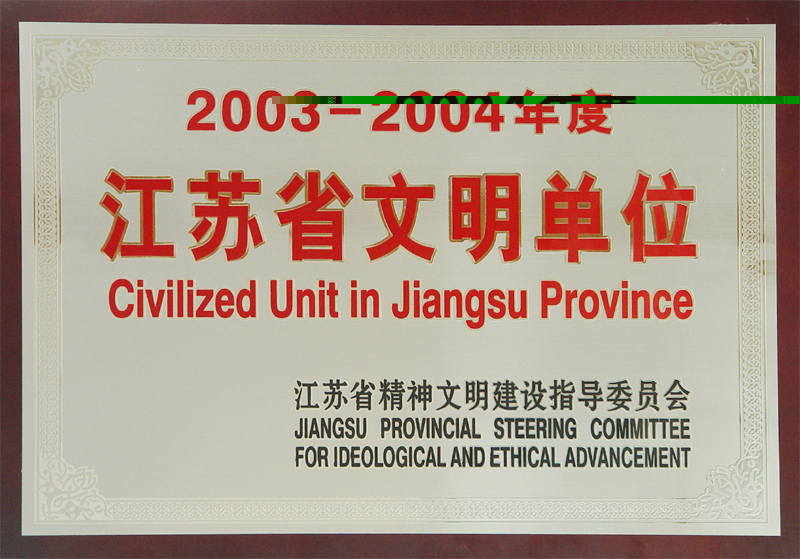 2003-2004年度
江苏省文明单位
Civilized Unit in Jiangsu Province
江苏省精神文明建设指导委员会
JIANGSU PROVINCIAL STEERING COMMITTEE
FOR IDEOLOGICAL AND ETHICAL ADVANCEMENT